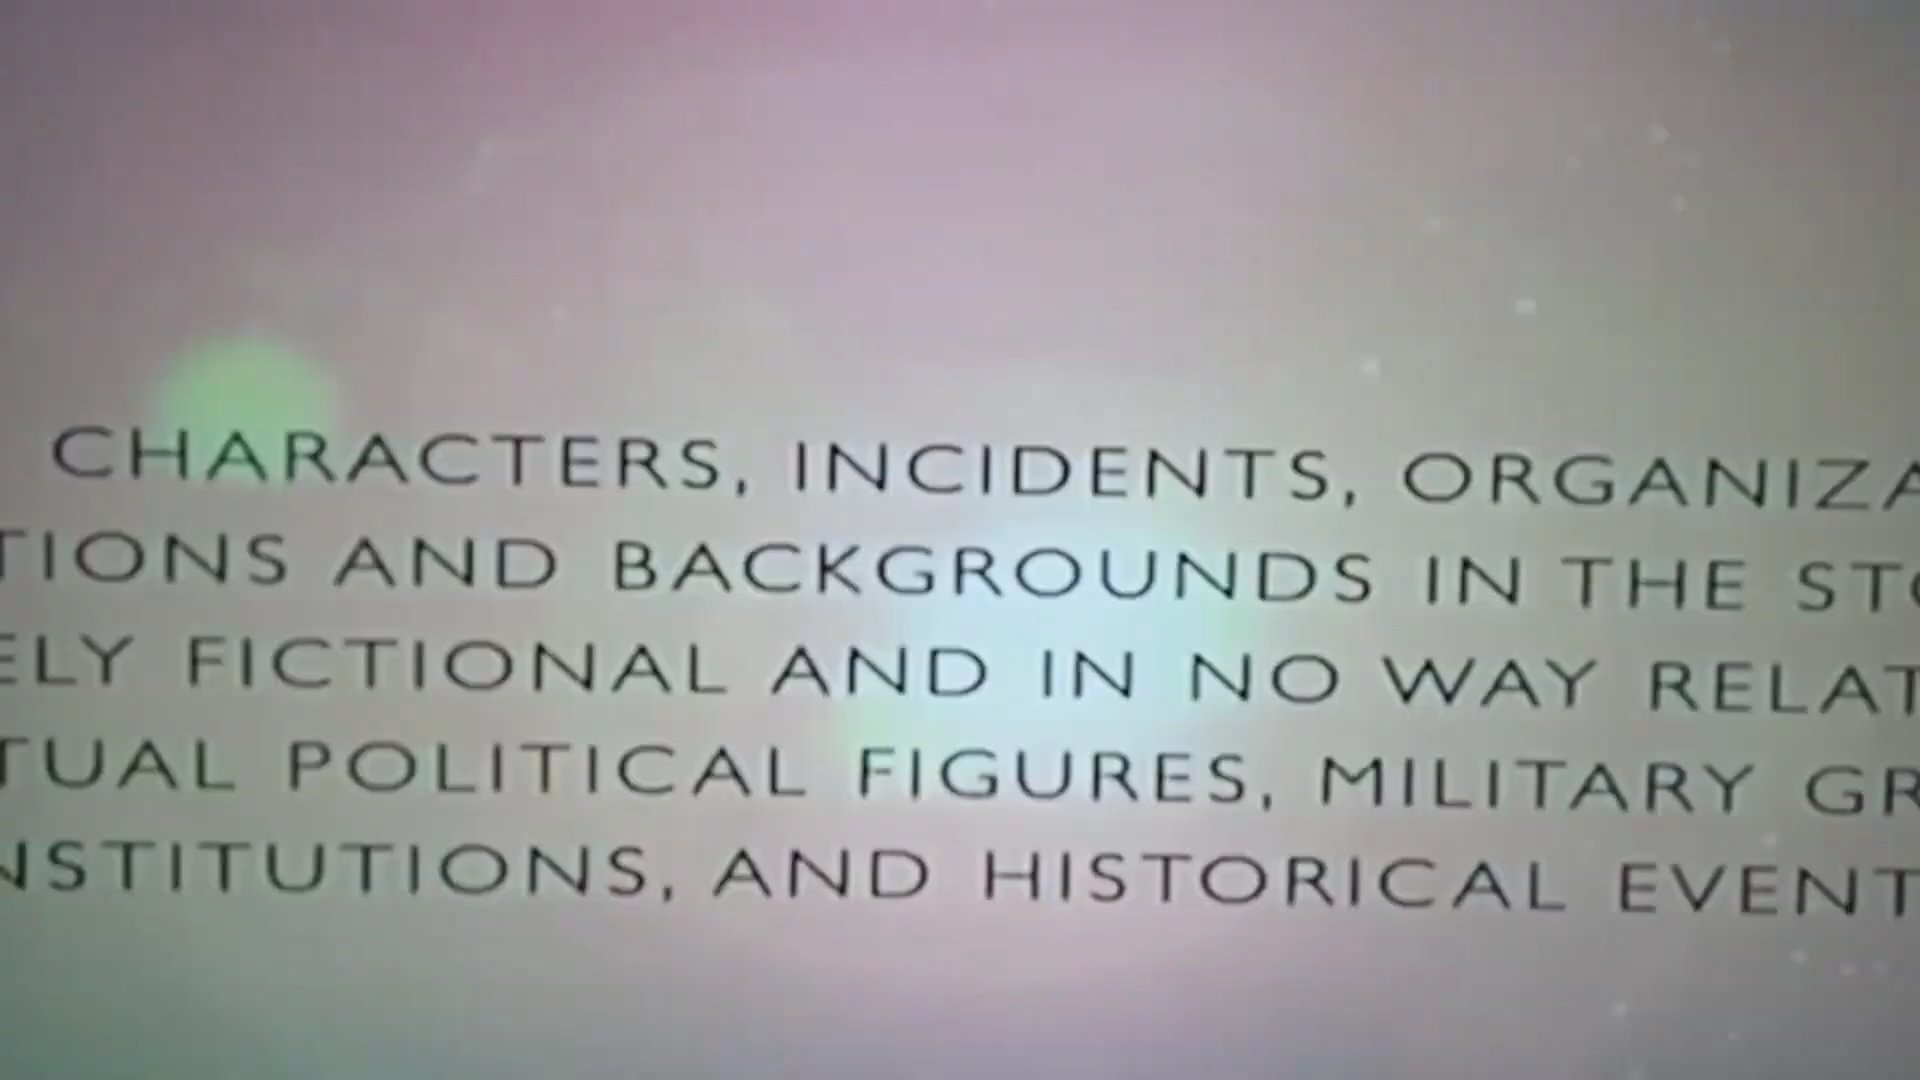 CHARACTERS, INCIDENTS, ORGANIZA
TIONS AND BACKGROUNDS IN THE STO
ELY FICTIONAL AND IN NO WAY RELAT
TUAL POLITICAL FIGURES, MILITARY GR
NSTITUTIONS, AND HISTORICAL EVENT